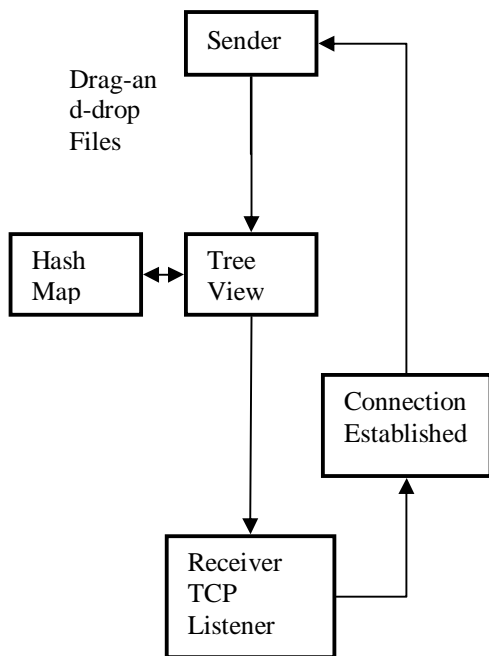 Sender
Drag-an
d-drop
Files
Hash
Map
Tree
View
Connection
Established
Receiver
TCP
Listener